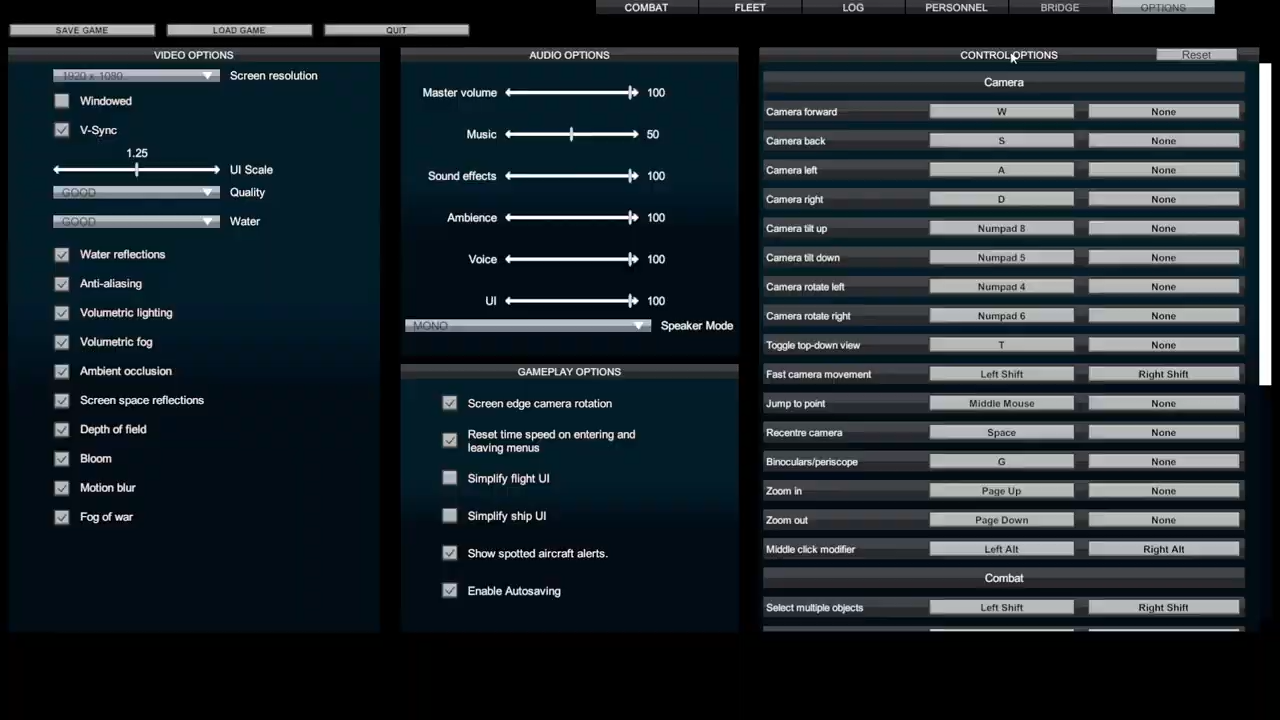 COMBAT FLEET LOG PERSONNEL BRIDGE OPTIONS
SAVE GAME LOAD GAME QUIT
VIDEO OPTIONS
1920 x 1080 Screen resolution
Windowed
V-Sync
1.25
UI Scale
GOOD Quality
GOOD Water
Water reflections
Anti-aliasing
Volumetric lighting
Volumetric fog
Ambient occlusion
Screen space reflections
Depth of field
Bloom
Motion blur
Fog of war
AUDIO OPTIONS
Master volume 100
Music 50
Sound effects 100
Ambience 100
Voice 100
UI 100
MONO Speaker Mode
GAMEPLAY OPTIONS
Screen edge camera rotation
Reset time speed on entering and
leaving menus
Simplify flight UI
Simplify ship UI
Show spotted aircraft alerts.
Enable Autosaving
CONTROL OPTIONS Reset
Camera
Camera forward W None
Camera back S None
Camera left A None
Camera right D None
Camera tilt up Numpad 8 None
Camera tilt down Numpad 5 None
Camera rotate left Numpad 4 None
Camera rotate right Numpad 6 None
Toggle top-down view T None
Fast camera movement Left Shift Right Shift
Jump to point Middle Mouse None
Recentre camera Space None
Binoculars/periscope G None
Zoom in Page Up None
Zoom out Page Down None
Middle click modifier Left Alt Right Alt
Combat
Select multiple objects Left Shift Right Shift